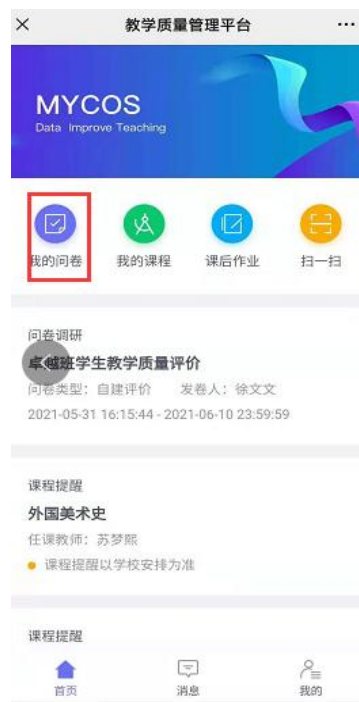 教学质量管理平台
MYCOS
Data Improve Teaching
我的问卷
我的课程
课后作业
扫一扫
问卷调研
卓越班学生教学质量评价
问卷类型：自建评价 发卷人：徐文文
2021-05-31 16:15:44 - 2021-06-10 23:59:59
课程提醒
外国美术史
任课教师：苏梦熙
课程提醒以学校安排为准
课程提醒
首页
消息
我的